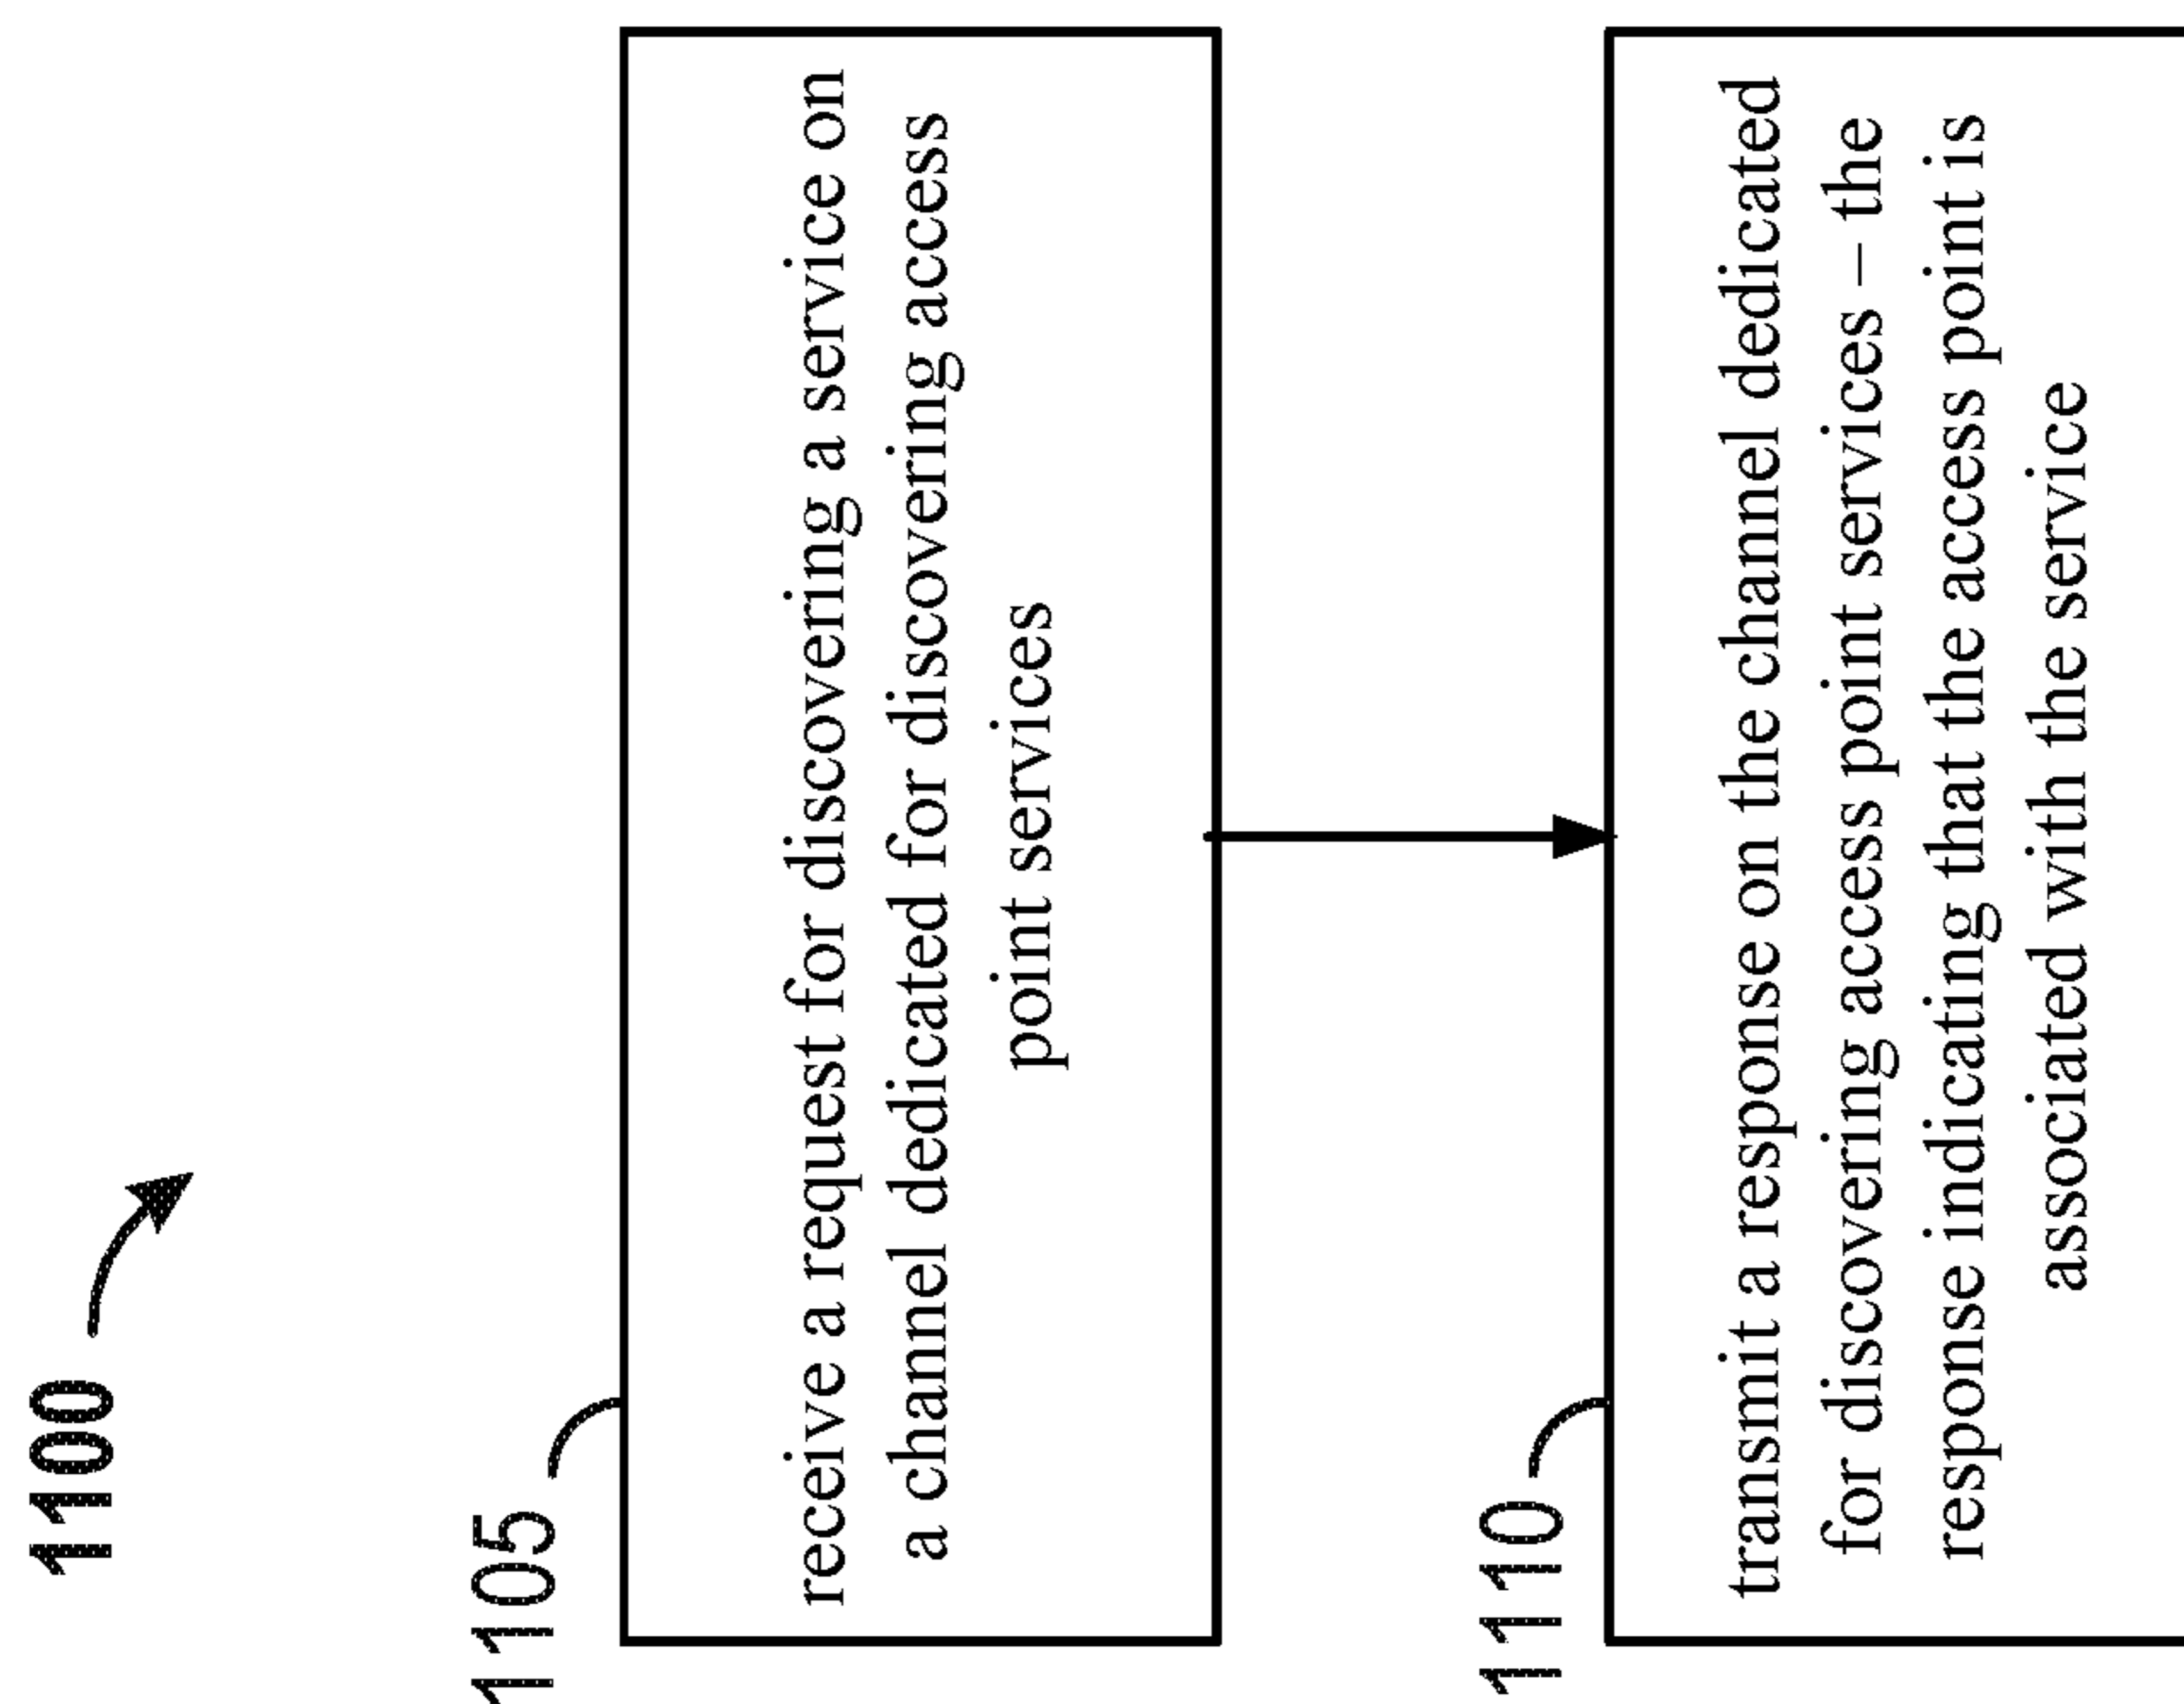 1100
1105
receive a request for discovering a service on
a channel dedicated for discovering access
point services
1110
transmit a response on the channel dedicated
for discovering access point services – the
response indicating that the access point is
associated with the service